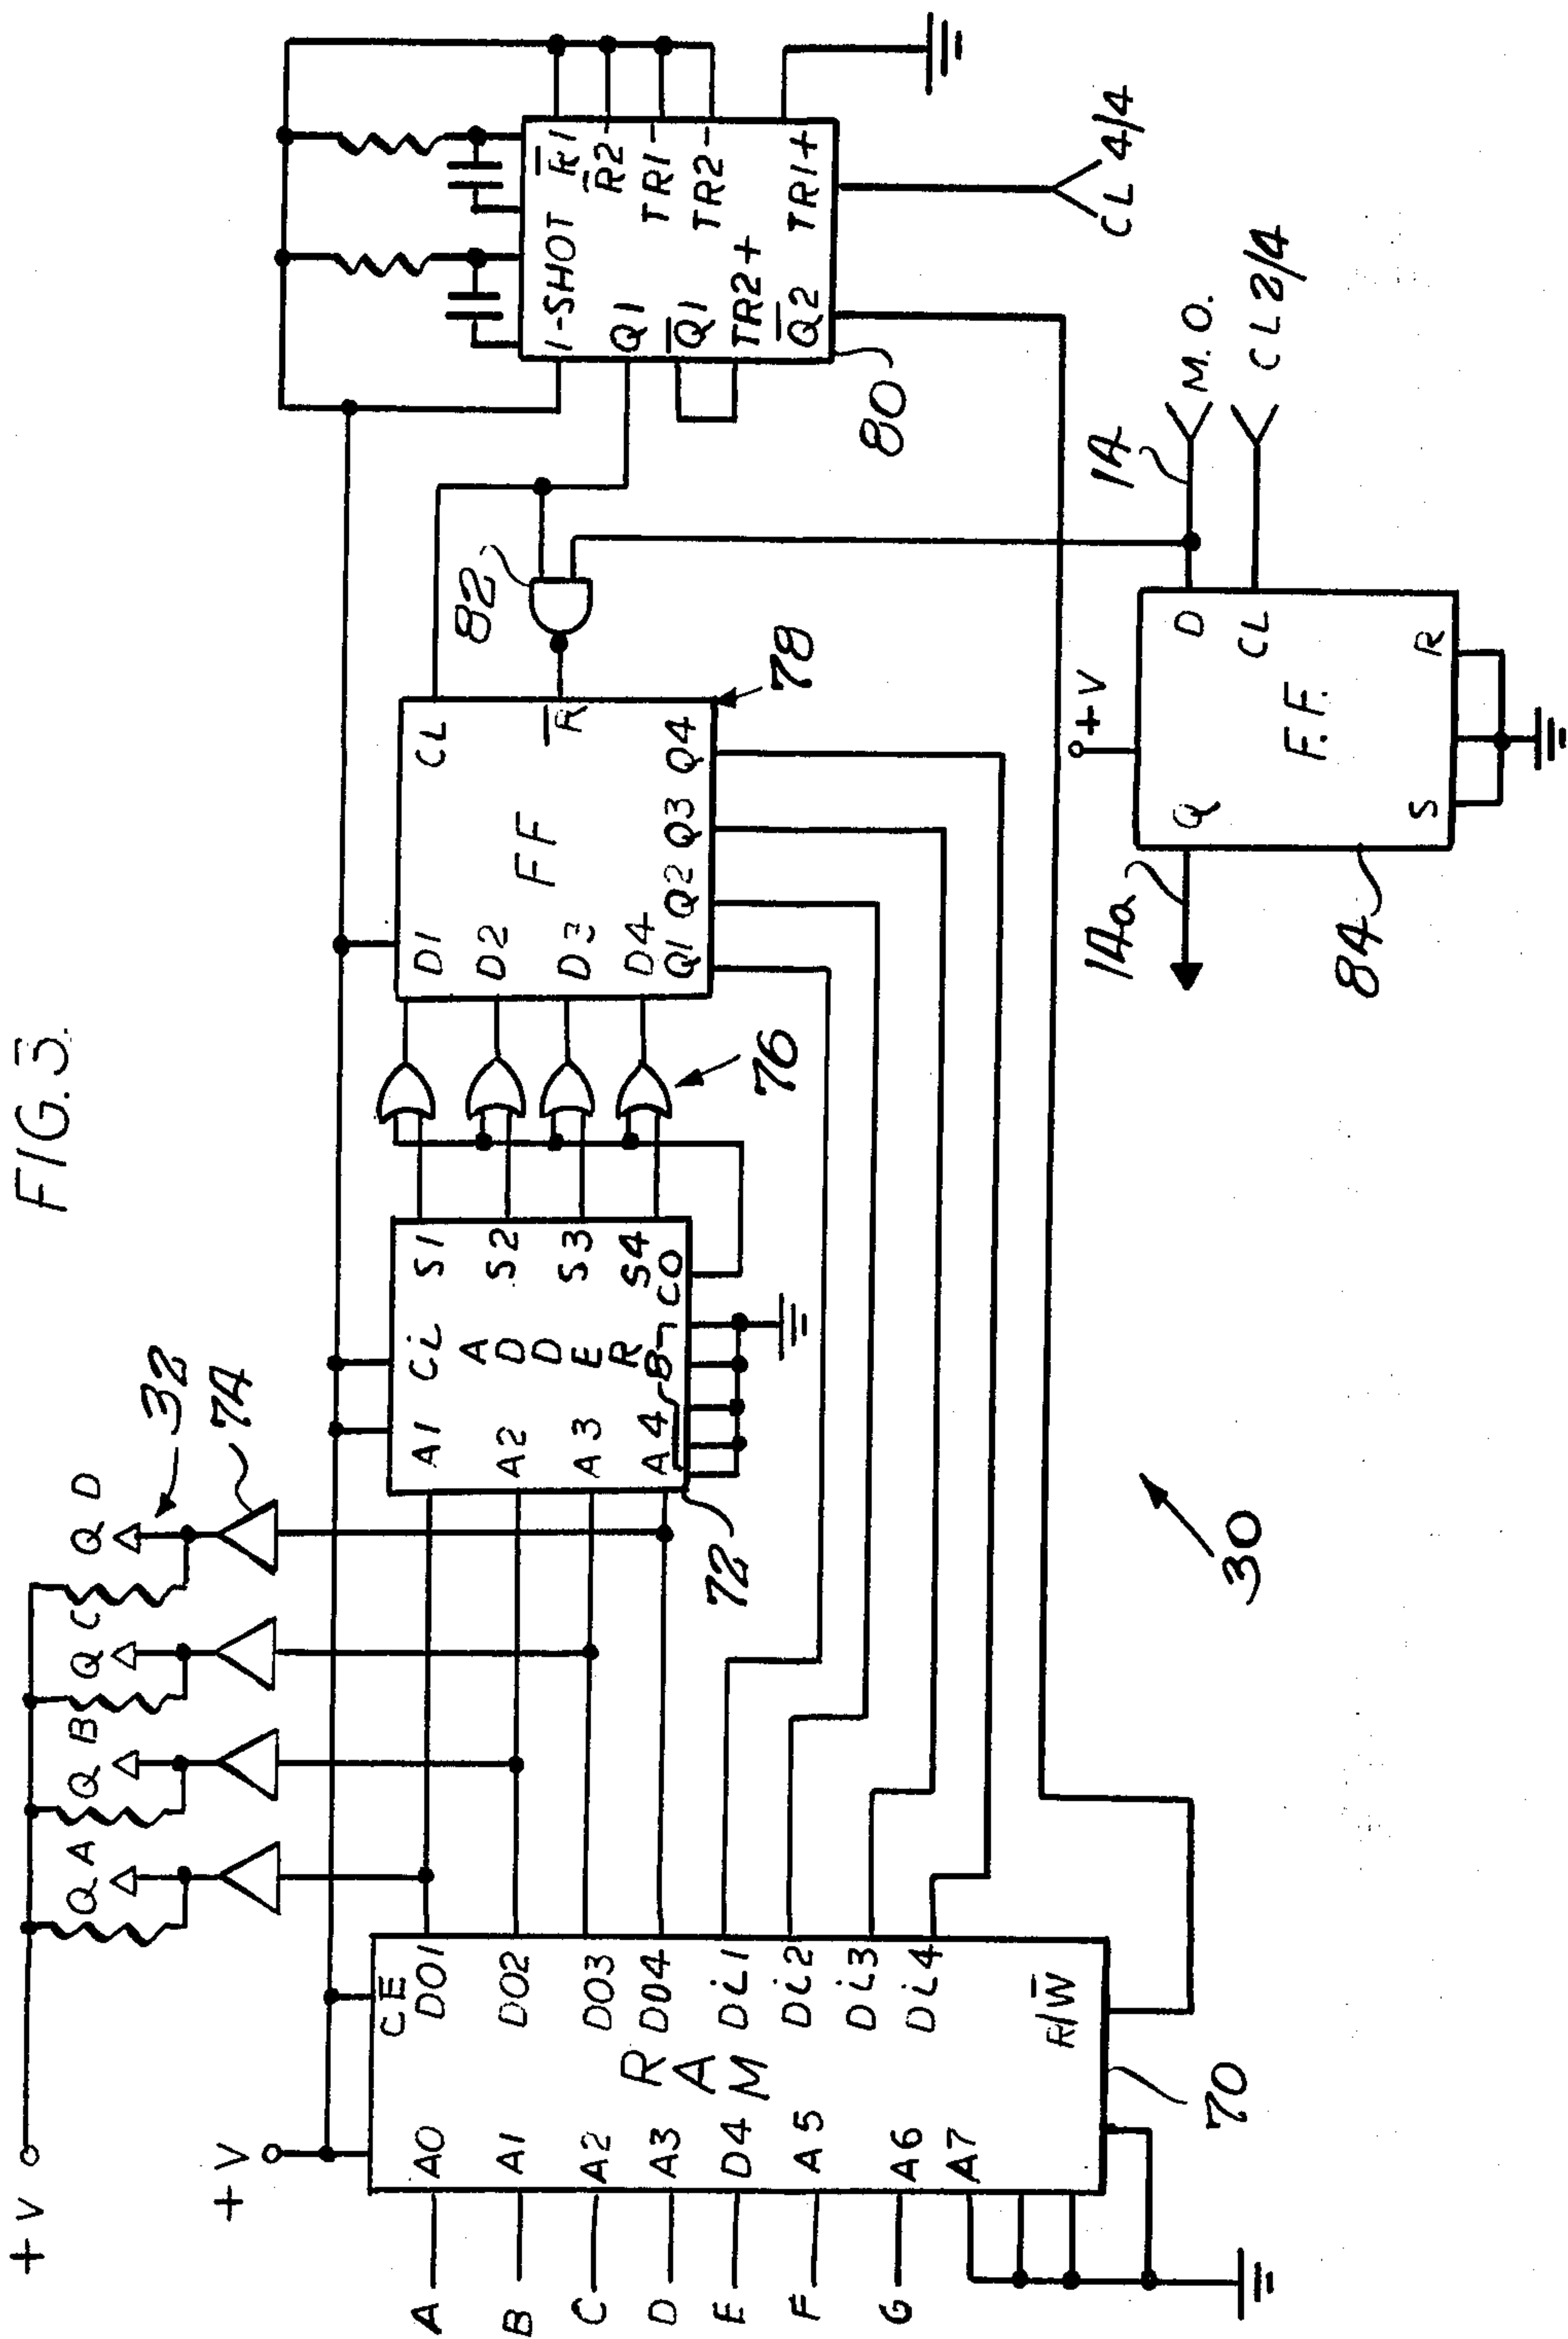 FIG. 3.
+V
QA
QB
QC
QD
32
74
+V
A
B
C
D
E
F
G
A0
A1
A2
A3
D4
A5
A6
A7
RAM
CE
DO1
DO2
DO3
DO4
Di1
Di2
Di3
Di4
R/W
70
A1
A2
A3
A4
Ci
ADDER
B
S1
S2
S3
S4
CO
72
76
D1
D2
D3
D4
FF
CL
R
Q1
Q2
Q3
Q4
78
82
1-SHOT
Q1
Q1
TR2+
Q2
R1
R2
TR1-
TR2-
TR1+
80
CL 4/4
14
M.O.
CL 2/4
+V
D
CL
Q
F.F.
S
R
14a
84
30